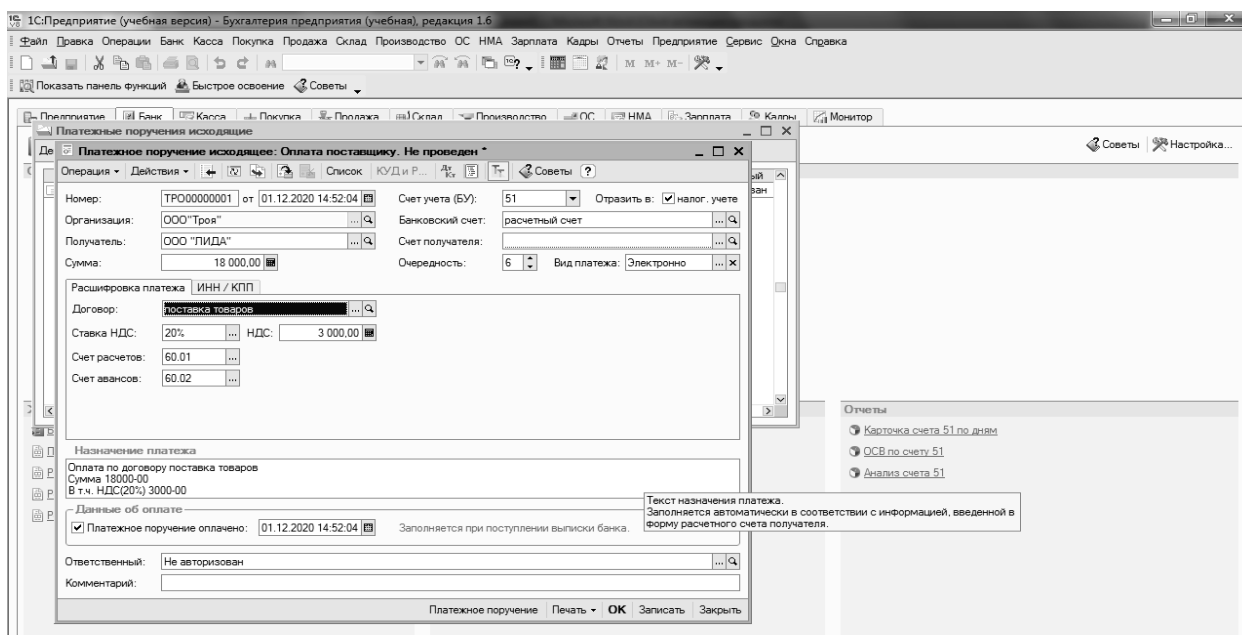 1С:Предприятие (учебная версия) - Бухгалтерия предприятия (учебная), редакция 1.6
Файл Правка Операции Банк Касса Покупка Продажа Склад Производство ОС НМА Зарплата Кадры Отчеты Предприятие Сервис Окна Справка
М М+ М-
Показать панель функций Быстрое освоение Советы
Предприятие Банк Касса Покупка Продажа Склад Производство ОС НМА Зарплата Кадры Монитор
Платежные поручения исходящие
Советы Настройка...
Платежное поручение исходящее: Оплата поставщику. Не проведен *
Операция Действия Список КУДиР... Дт Кт Тт Советы ?
Номер: ТРО00000001 от 01.12.2020 14:52:04 Счет учета (БУ): 51 Отразить в: налог. учете
Организация: ООО"Троя" ... Банковский счет: расчетный счет ...
Получатель: ООО "ЛИДА" ... Счет получателя: ...
Сумма: 18 000,00 Очередность: 6 Вид платежа: Электронно ...
Расшифровка платежа ИНН / КПП
Договор: поставка товаров ...
Ставка НДС: 20% ... НДС: 3 000,00
Счет расчетов: 60.01 ...
Счет авансов: 60.02 ...
Отчеты
Карточка счета 51 по дням
ОСВ по счету 51
Анализ счета 51
Назначение платежа
Оплата по договору поставка товаров
Сумма 18000-00
В т.ч. НДС(20%) 3000-00
Текст назначения платежа.
Заполняется автоматически в соответствии с информацией, введенной в
форму расчетного счета получателя.
Данные об оплате
Платежное поручение оплачено: 01.12.2020 14:52:04 Заполняется при поступлении выписки банка.
Ответственный: Не авторизован ...
Комментарий:
Платежное поручение Печать OK Записать Закрыть